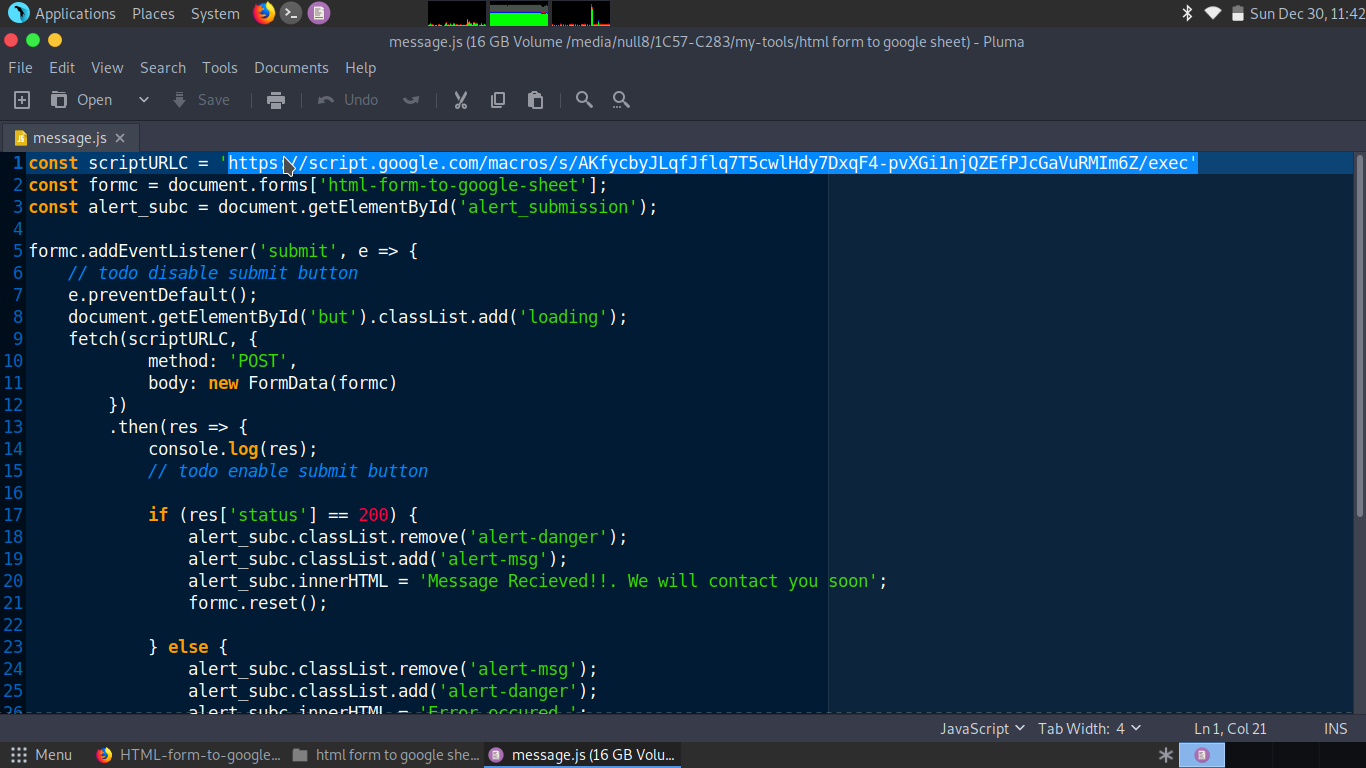 Applications Places System Sun Dec 30, 11:42
message.js (16 GB Volume /media/null8/1C57-C283/my-tools/html form to google sheet) - Pluma
File Edit View Search Tools Documents Help
Open Save Undo
message.js
1 const scriptURLC = 'https://script.google.com/macros/s/AKfycbyJLqfJflq7T5cwlHdy7DxqF4-pvXGi1njQZEfPJcGaVuRMIm6Z/exec'
2 const formc = document.forms['html-form-to-google-sheet'];
3 const alert_subc = document.getElementById('alert_submission');
4
5 formc.addEventListener('submit', e => {
6 // todo disable submit button
7 e.preventDefault();
8 document.getElementById('but').classList.add('loading');
9 fetch(scriptURLC, {
10 method: 'POST',
11 body: new FormData(formc)
12 })
13 .then(res => {
14 console.log(res);
15 // todo enable submit button
16
17 if (res['status'] == 200) {
18 alert_subc.classList.remove('alert-danger');
19 alert_subc.classList.add('alert-msg');
20 alert_subc.innerHTML = 'Message Recieved!!. We will contact you soon';
21 formc.reset();
22
23 } else {
24 alert_subc.classList.remove('alert-msg');
25 alert_subc.classList.add('alert-danger');
26 alert_subc.innerHTML = 'Error occured.';
JavaScript Tab Width: 4 Ln 1, Col 21 INS
Menu HTML-form-to-google... html form to google she... message.js (16 GB Volu...